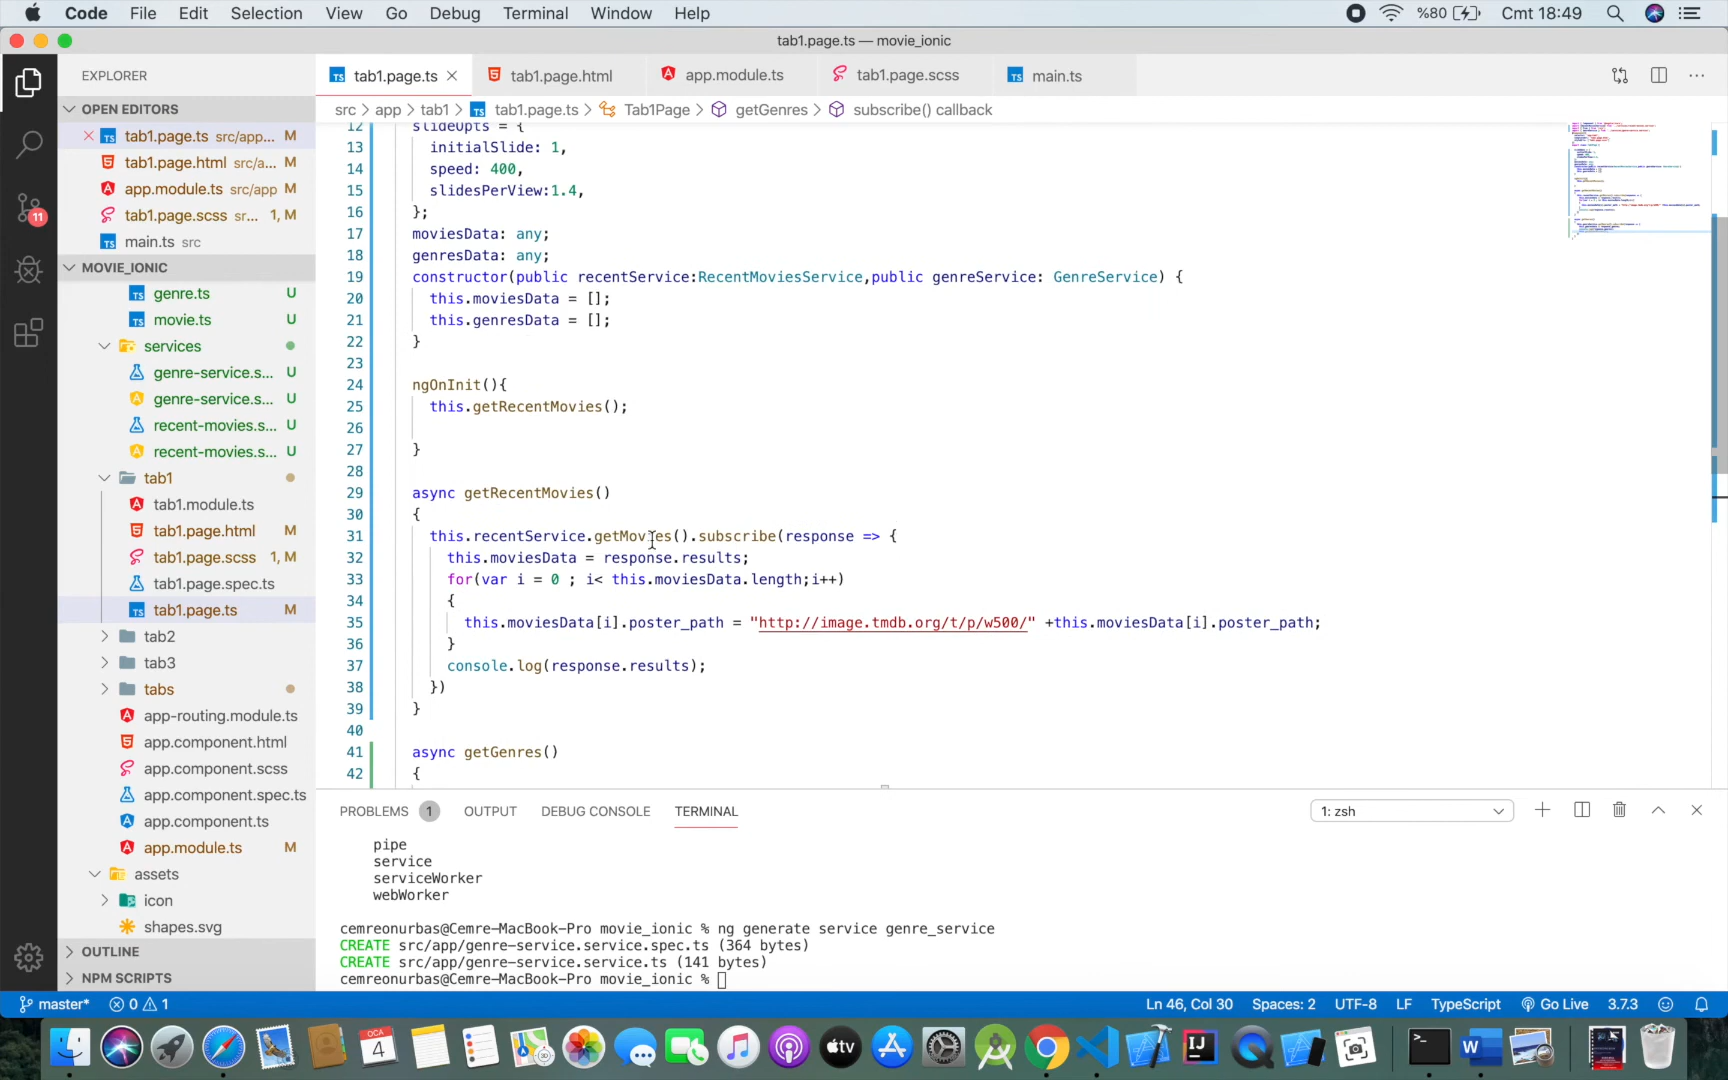 Code File Edit Selection View Go Debug Terminal Window Help %80 Cmt 18:49
tab1.page.ts — movie_ionic
EXPLORER
OPEN EDITORS
tab1.page.ts src/app... M
tab1.page.html src/a... M
app.module.ts src/app M
tab1.page.scss sr... 1, M
main.ts src
MOVIE_IONIC
genre.ts U
movie.ts U
services
genre-service.s... U
genre-service.s... U
recent-movies.s... U
recent-movies.s... U
tab1
tab1.module.ts
tab1.page.html M
tab1.page.scss 1, M
tab1.page.spec.ts
tab1.page.ts M
tab2
tab3
tabs
app-routing.module.ts
app.component.html
app.component.scss
app.component.spec.ts
app.component.ts
app.module.ts M
assets
icon
shapes.svg
OUTLINE
NPM SCRIPTS
11
tab1.page.ts tab1.page.html app.module.ts tab1.page.scss main.ts
src > app > tab1 > tab1.page.ts > Tab1Page > getGenres > subscribe() callback
12 slideOpts = {
13 initialSlide: 1,
14 speed: 400,
15 slidesPerView:1.4,
16 };
17 moviesData: any;
18 genresData: any;
19 constructor(public recentService:RecentMoviesService,public genreService: GenreService) {
20 this.moviesData = [];
21 this.genresData = [];
22 }
23
24 ngOnInit(){
25 this.getRecentMovies();
26
27 }
28
29 async getRecentMovies()
30 {
31 this.recentService.getMovies().subscribe(response => {
32 this.moviesData = response.results;
33 for(var i = 0 ; i< this.moviesData.length;i++)
34 {
35 this.moviesData[i].poster_path = "http://image.tmdb.org/t/p/w500/" +this.moviesData[i].poster_path;
36 }
37 console.log(response.results);
38 })
39 }
40
41 async getGenres()
42 {
PROBLEMS 1 OUTPUT DEBUG CONSOLE TERMINAL 1: zsh
pipe
service
serviceWorker
webWorker
cemreonurbas@Cemre-MacBook-Pro movie_ionic % ng generate service genre_service
CREATE src/app/genre-service.service.spec.ts (364 bytes)
CREATE src/app/genre-service.service.ts (141 bytes)
cemreonurbas@Cemre-MacBook-Pro movie_ionic %
master* 0 1 Ln 46, Col 30 Spaces: 2 UTF-8 LF TypeScript Go Live 3.7.3
OCA
4
tv
IJ
W